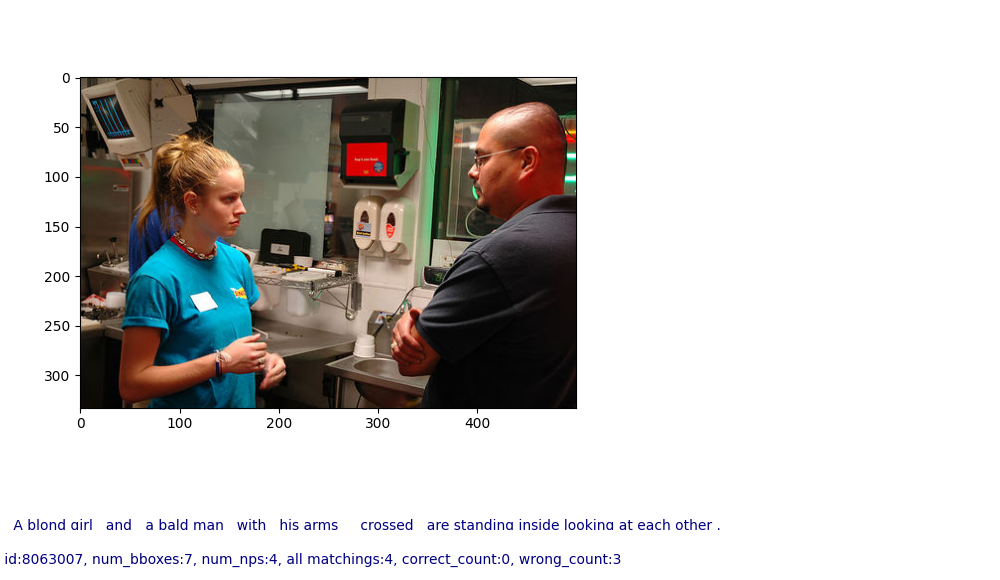 0
50
100
150
200
250
300
0 100 200 300 400
A blond girl and a bald man with his arms crossed are standing inside looking at each other .
id:8063007, num_bboxes:7, num_nps:4, all matchings:4, correct_count:0, wrong_count:3